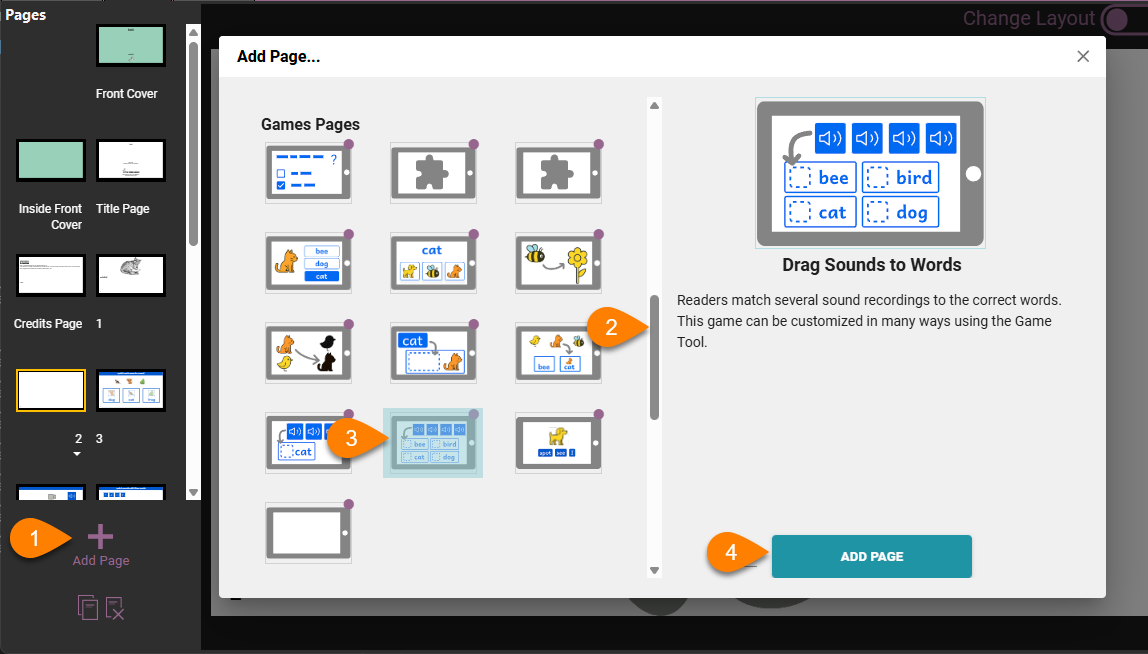 Pages
Change Layout
Add Page...
Front Cover
Inside Front
Cover
Title Page
Credits Page
1
2
3
1
Add Page
Games Pages
?
bee
dog
cat
cat
cat
bee
cat
cat
bee
bird
cat
dog
spot
see
2
3
bee
bird
cat
dog
Drag Sounds to Words
Readers match several sound recordings to the correct words.
This game can be customized in many ways using the Game
Tool.
4
ADD PAGE